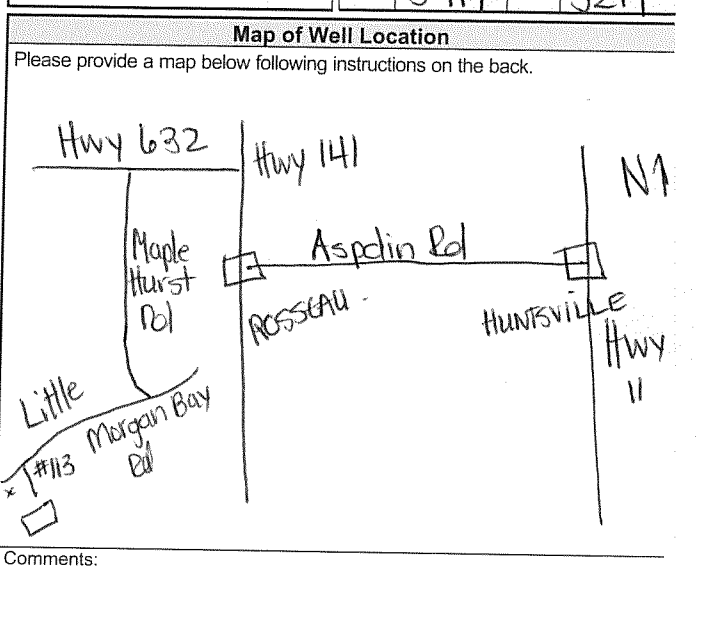 Map of Well Location
Please provide a map below following instructions on the back.
Hwy 632
Hwy 141
N
Maple
Hurst
Rd
Aspdin Rd
ROSSEAU
HUNTSVILLE
Hwy
11
Little
Morgan Bay
Rd
#113
x
Comments: